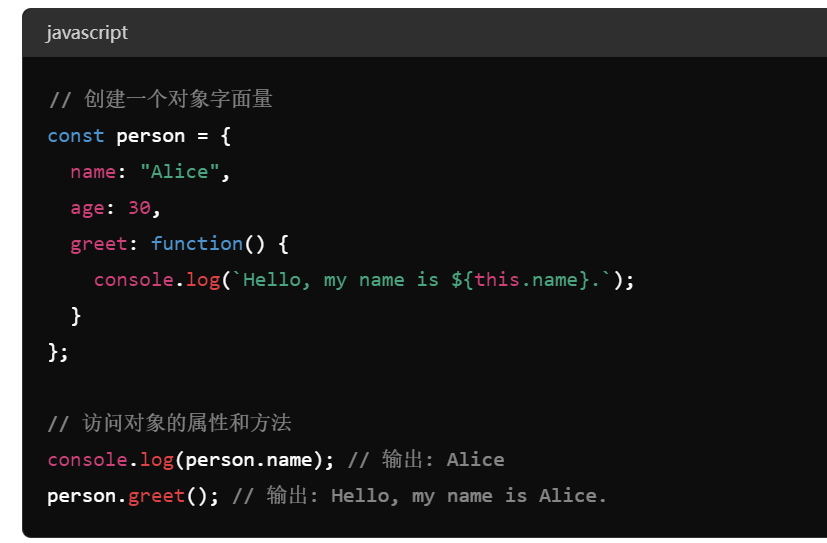 javascript
// 创建一个对象字面量
const person = {
  name: "Alice",
  age: 30,
  greet: function() {
    console.log(`Hello, my name is ${this.name}.`);
  }
};
// 访问对象的属性和方法
console.log(person.name); // 输出: Alice
person.greet(); // 输出: Hello, my name is Alice.